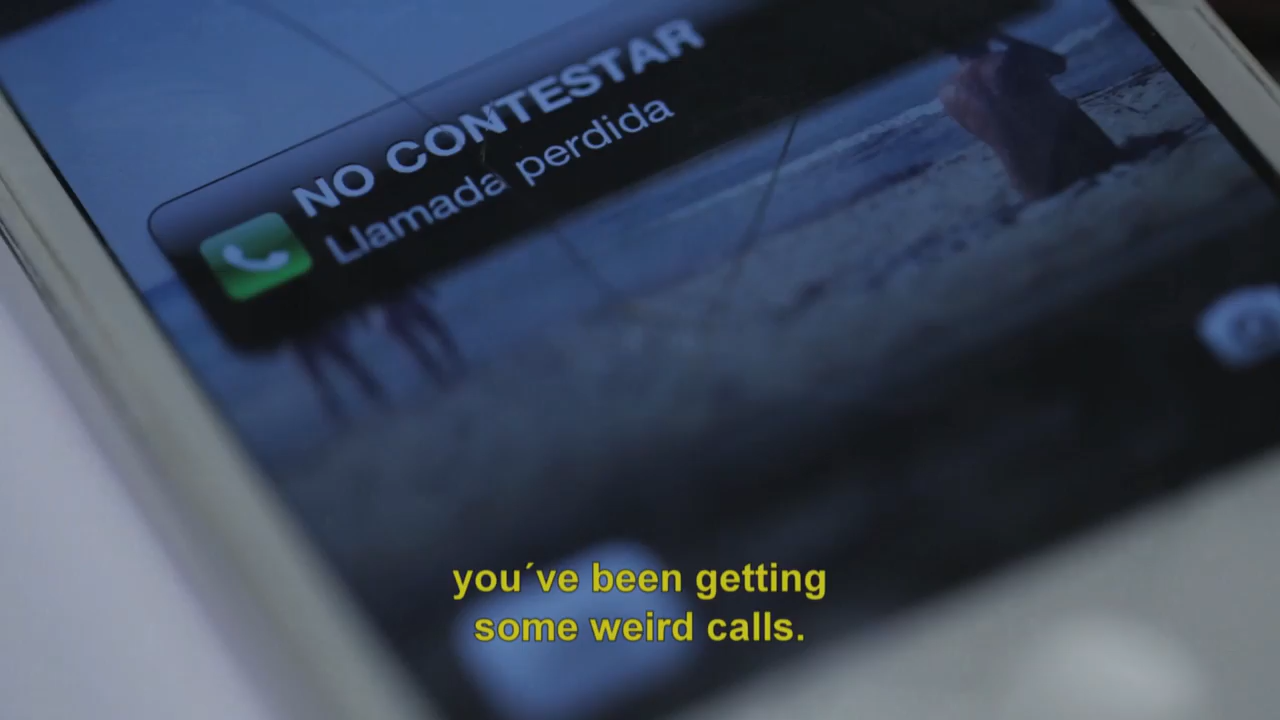 NO CONTESTAR
Llamada perdida
you´ve been getting
some weird calls.